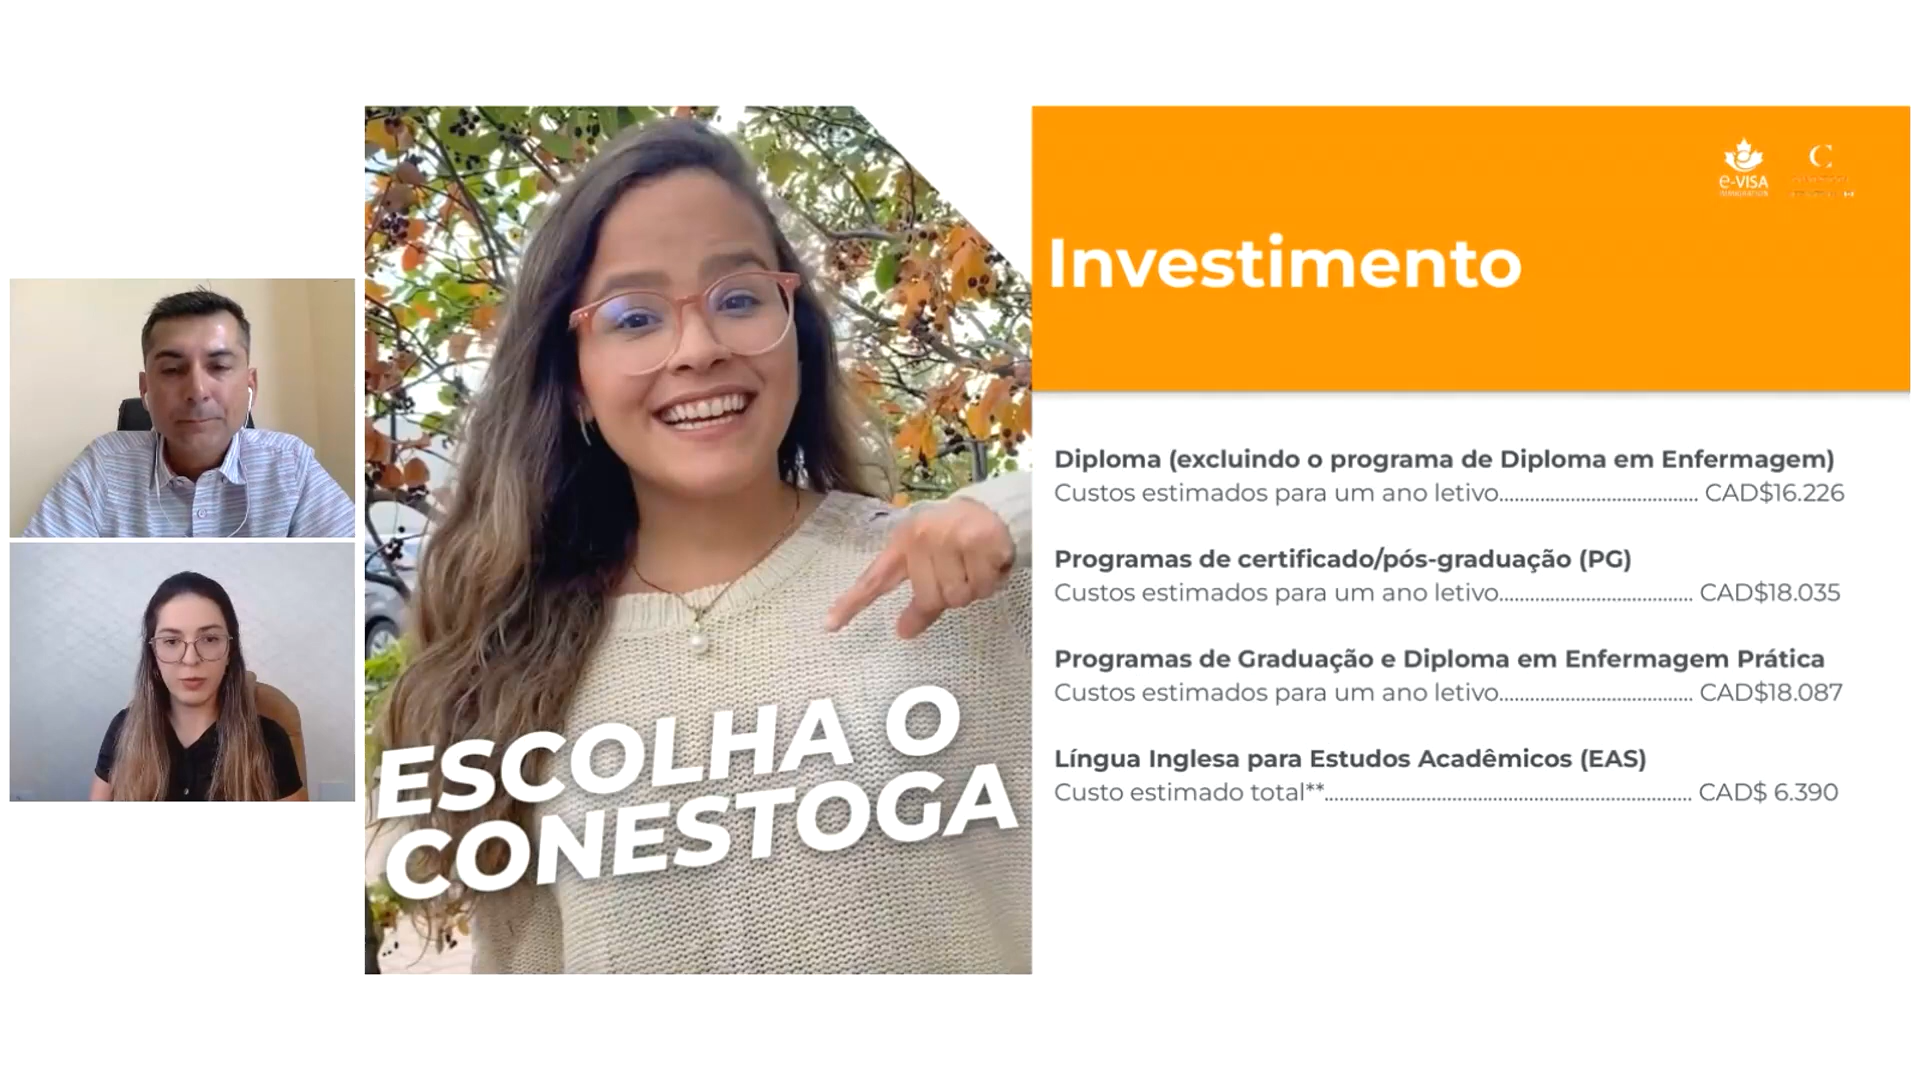 e-VISA
IMMIGRATION
C
Investimento
Diploma (excluindo o programa de Diploma em Enfermagem)
Custos estimados para um ano letivo................................. CAD$16.226
Programas de certificado/pós-graduação (PG)
Custos estimados para um ano letivo................................ CAD$18.035
Programas de Graduação e Diploma em Enfermagem Prática
Custos estimados para um ano letivo................................ CAD$18.087
Língua Inglesa para Estudos Acadêmicos (EAS)
Custo estimado total**............................................................ CAD$ 6.390
ESCOLHA O
CONESTOGA